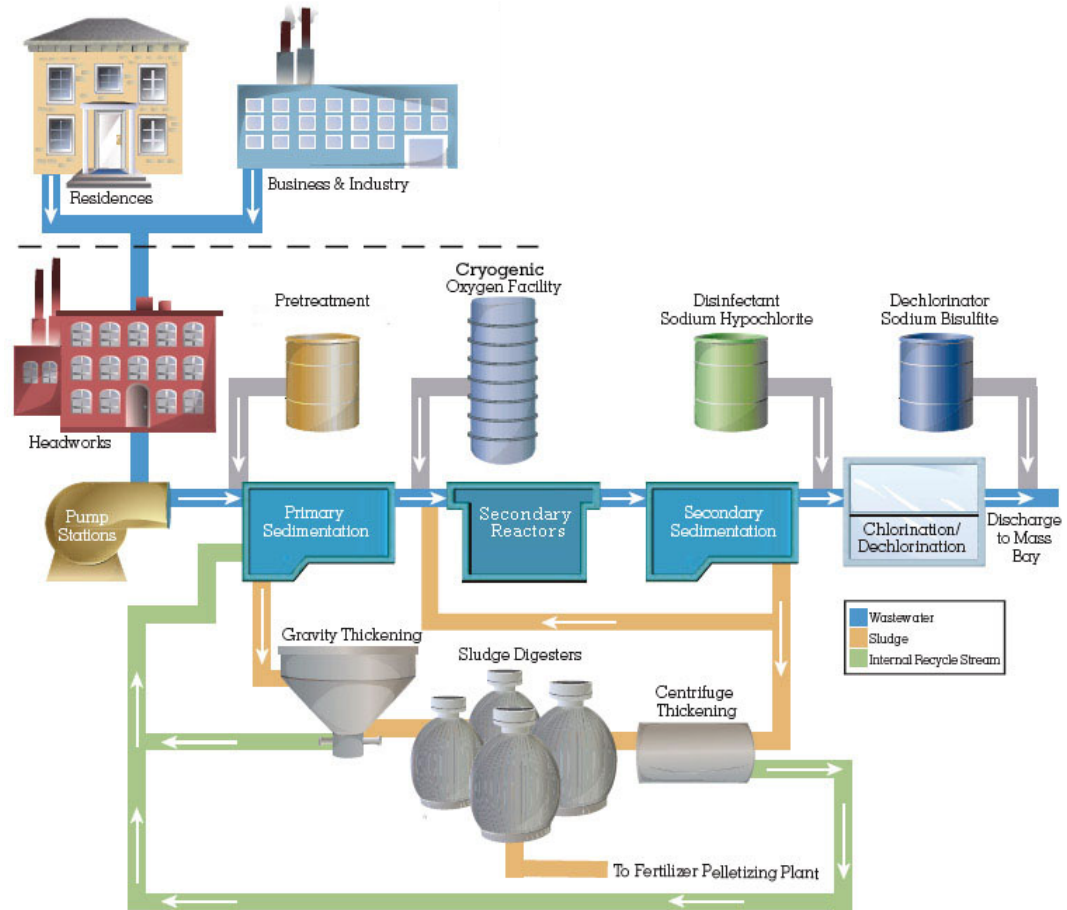 Residences
Business & Industry
Headworks
Pretreatment
Cryogenic
Oxygen Facility
Disinfectant
Sodium Hypochlorite
Dechlorinator
Sodium Bisulfite
Pump
Stations
Primary
Sedimentation
Secondary
Reactors
Secondary
Sedimentation
Chlorination/
Dechlorination
Discharge
to Mass
Bay
Wastewater
Sludge
Internal Recycle Stream
Gravity Thickening
Sludge Digesters
Centrifuge
Thickening
To Fertilizer Pelletizing Plant